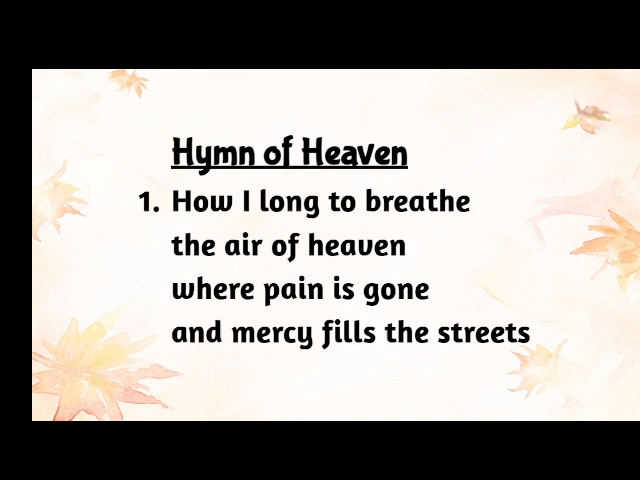 Hymn of Heaven
1. How I long to breathe
the air of heaven
where pain is gone
and mercy fills the streets